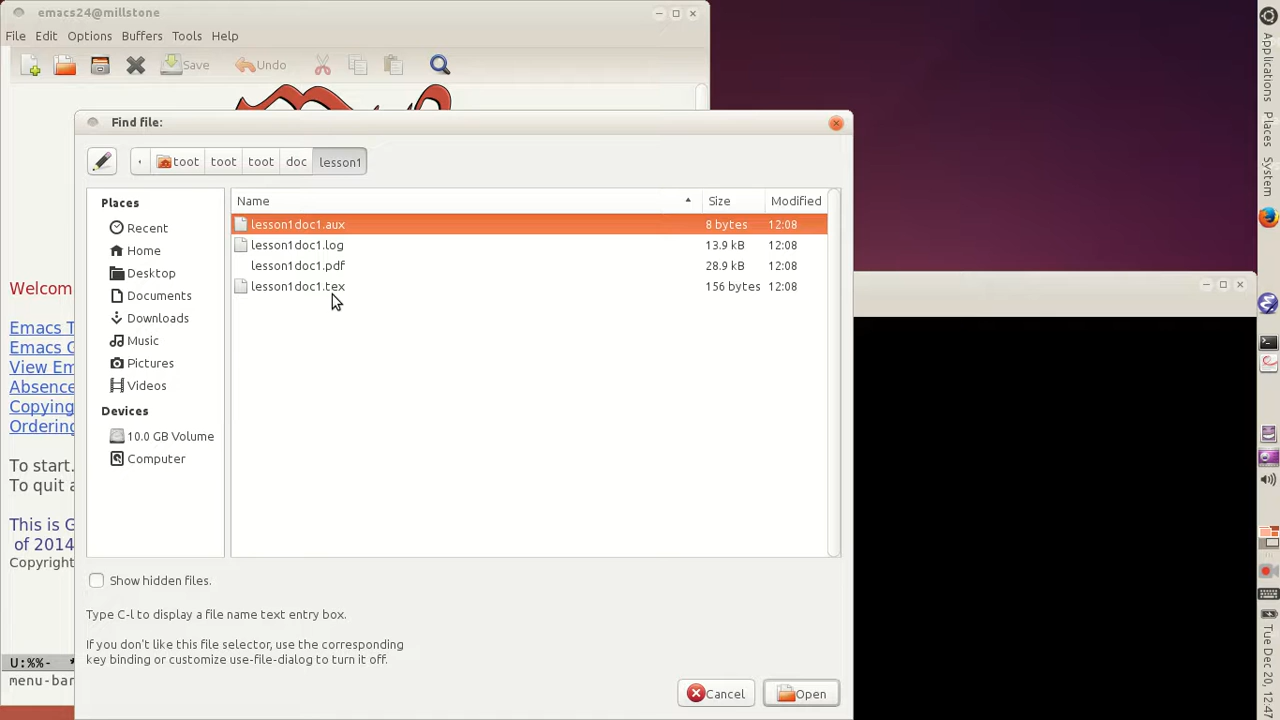 emacs24@millstone
File Edit Options Buffers Tools Help
Save Undo
Find file:
toot toot toot doc lesson1
Places
Recent
Home
Desktop
Documents
Downloads
Music
Pictures
Videos
Devices
10.0 GB Volume
Computer
Name Size Modified
lesson1doc1.aux 8 bytes 12:08
lesson1doc1.log 13.9 kB 12:08
lesson1doc1.pdf 28.9 kB 12:08
lesson1doc1.tex 156 bytes 12:08
Show hidden files.
Type C-l to display a file name text entry box.
If you don't like this file selector, use the corresponding
key binding or customize use-file-dialog to turn it off.
Cancel Open
Welcom
Emacs T
Emacs G
View Em
Absence
Copying
Ordering
To start.
To quit a
This is G
of 2014
Copyright
U:%%- *
menu-bar
Applications
Places
System
Tue Dec 20, 12:47